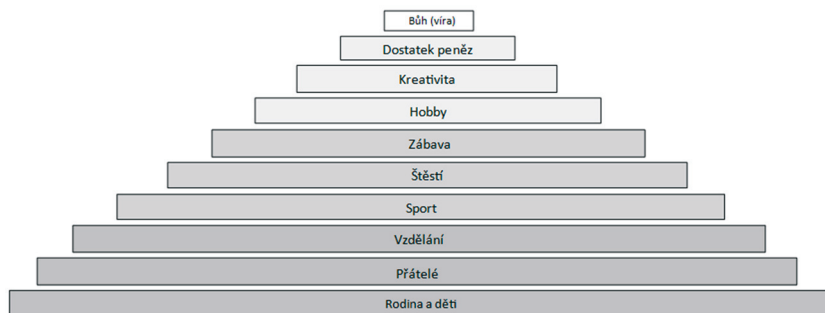 Bůh (víra)
Dostatek peněz
Kreativita
Hobby
Zábava
Štěstí
Sport
Vzdělání
Přátelé
Rodina a děti